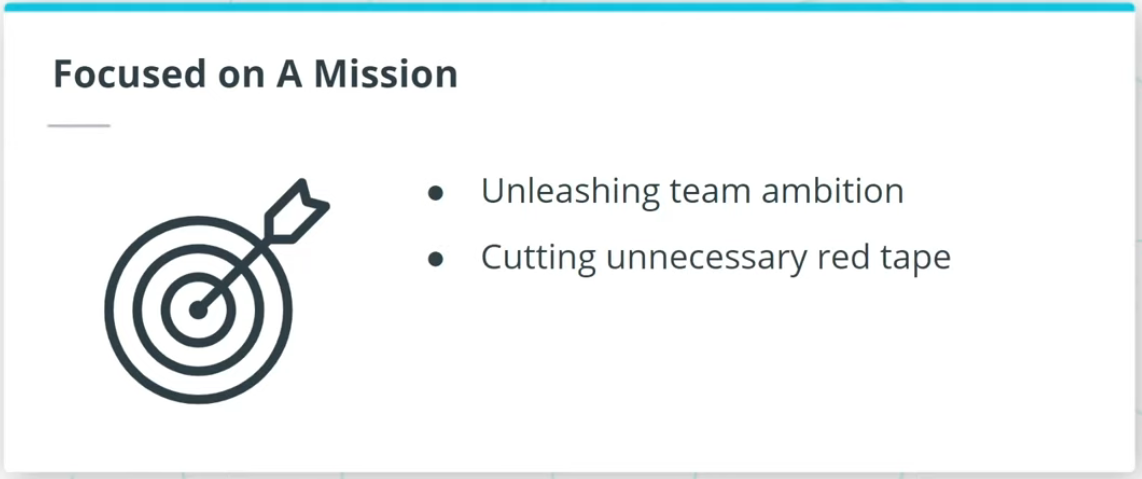 Focused on A Mission
● Unleashing team ambition
● Cutting unnecessary red tape